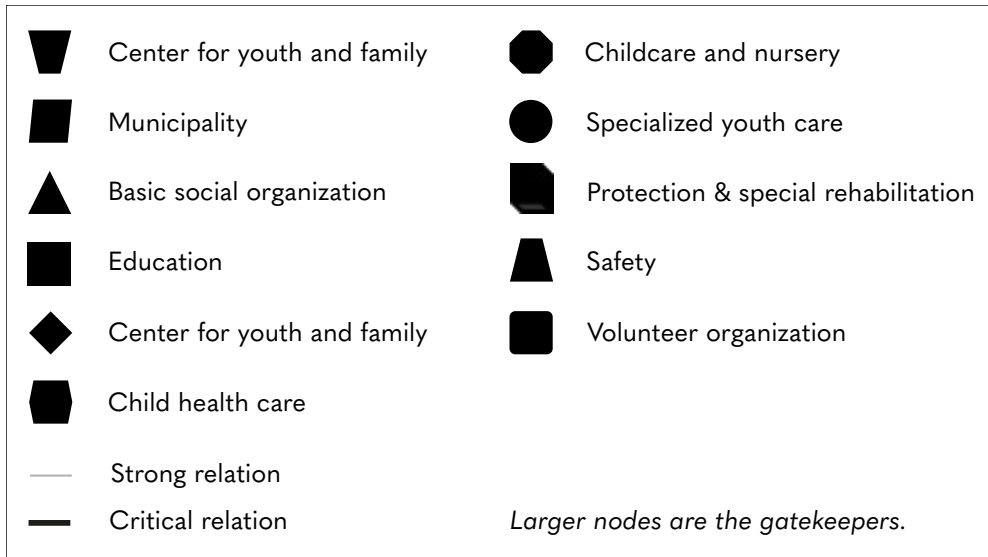 Center for youth and family
Municipality
Basic social organization
Education
Center for youth and family
Child health care
Strong relation
Critical relation
Childcare and nursery
Specialized youth care
Protection & special rehabilitation
Safety
Volunteer organization
Larger nodes are the gatekeepers.